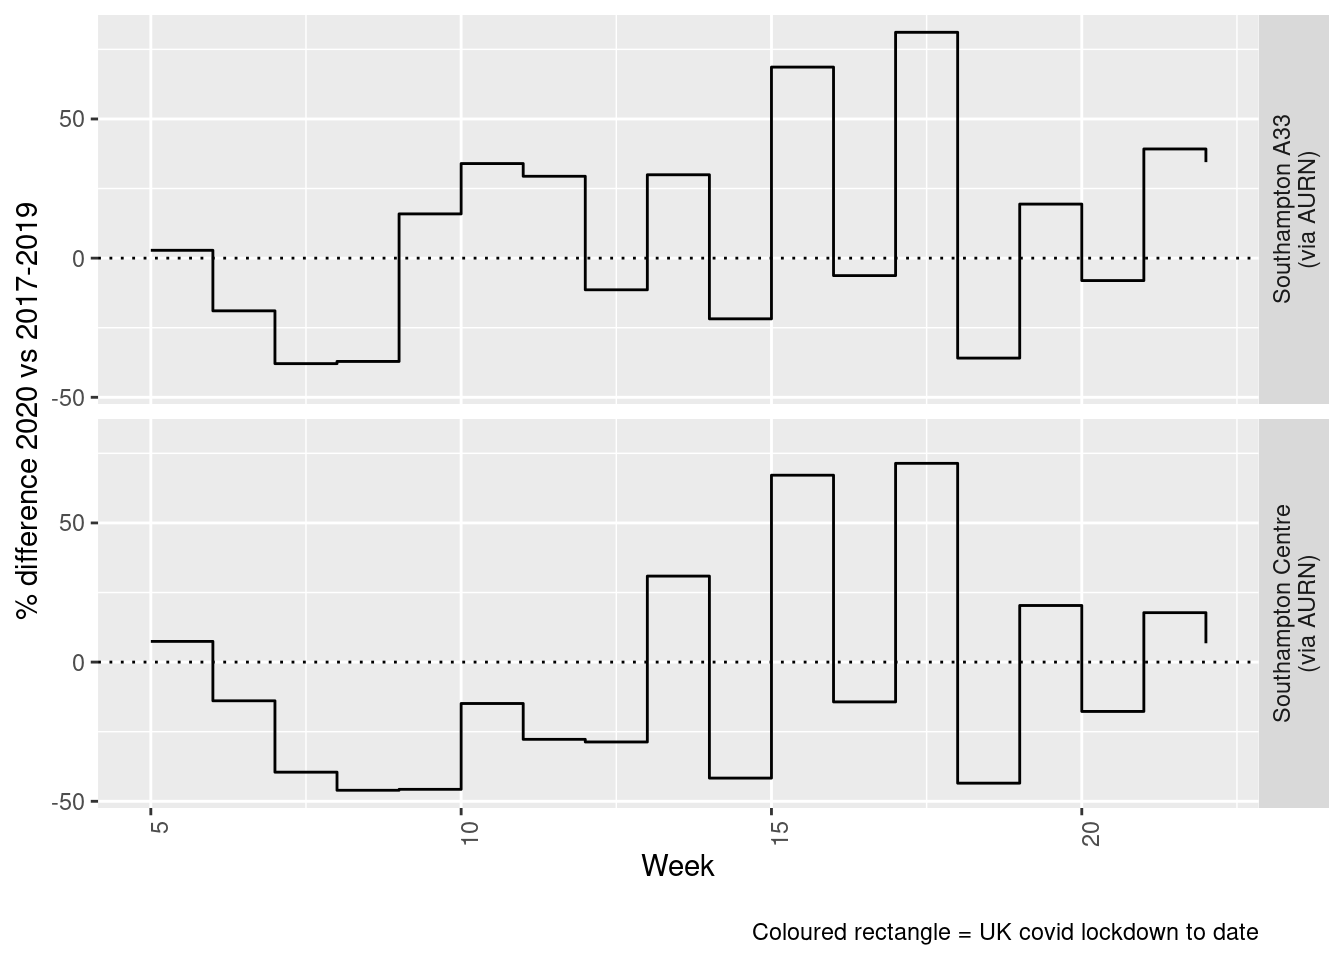 % difference 2020 vs 2017-2019
50
0
-50
Southampton A33
(via AURN)
50
0
-50
Southampton Centre
(via AURN)
5
10
15
20
Week
Coloured rectangle = UK covid lockdown to date